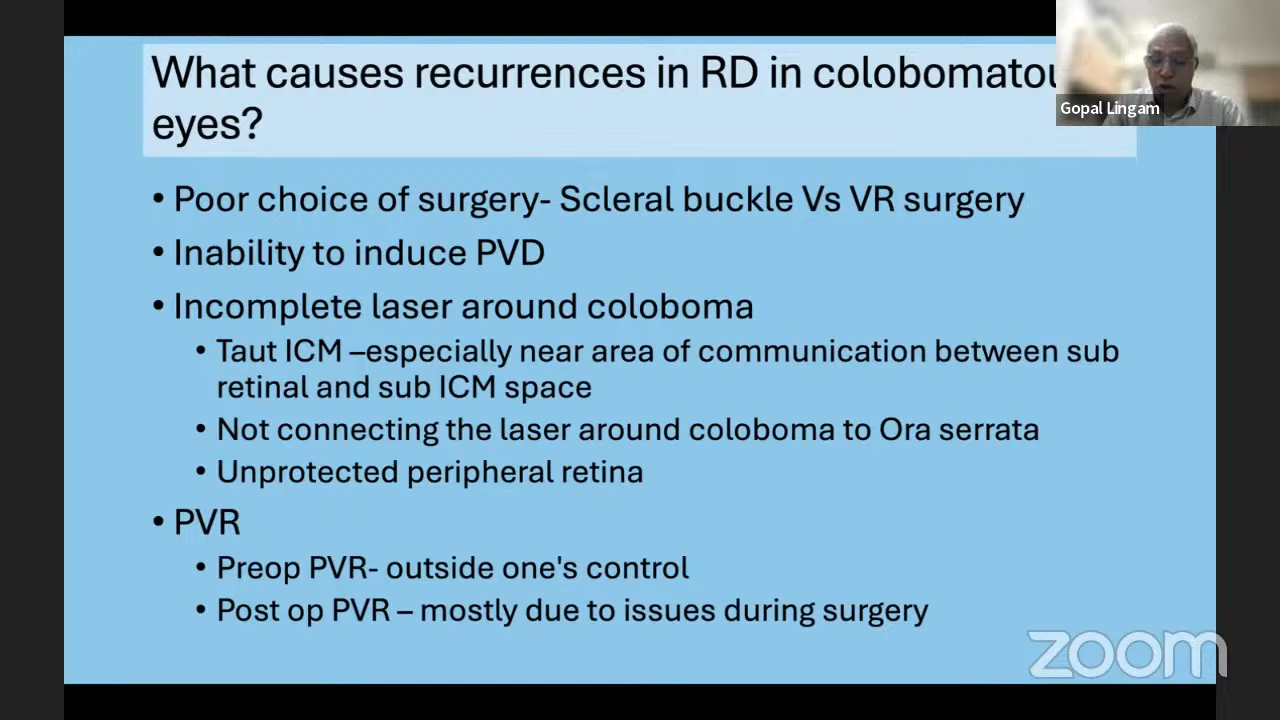 What causes recurrences in RD in colobomatou
eyes?
Gopal Lingam
• Poor choice of surgery- Scleral buckle Vs VR surgery
• Inability to induce PVD
• Incomplete laser around coloboma
• Taut ICM –especially near area of communication between sub
retinal and sub ICM space
• Not connecting the laser around coloboma to Ora serrata
• Unprotected peripheral retina
• PVR
• Preop PVR- outside one's control
• Post op PVR – mostly due to issues during surgery
zoom